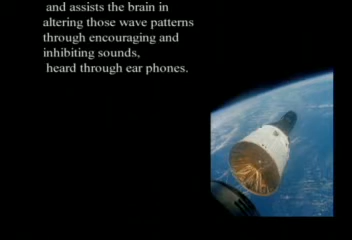 and assists the brain in
altering those wave patterns
through encouraging and
inhibiting sounds,
heard through ear phones.